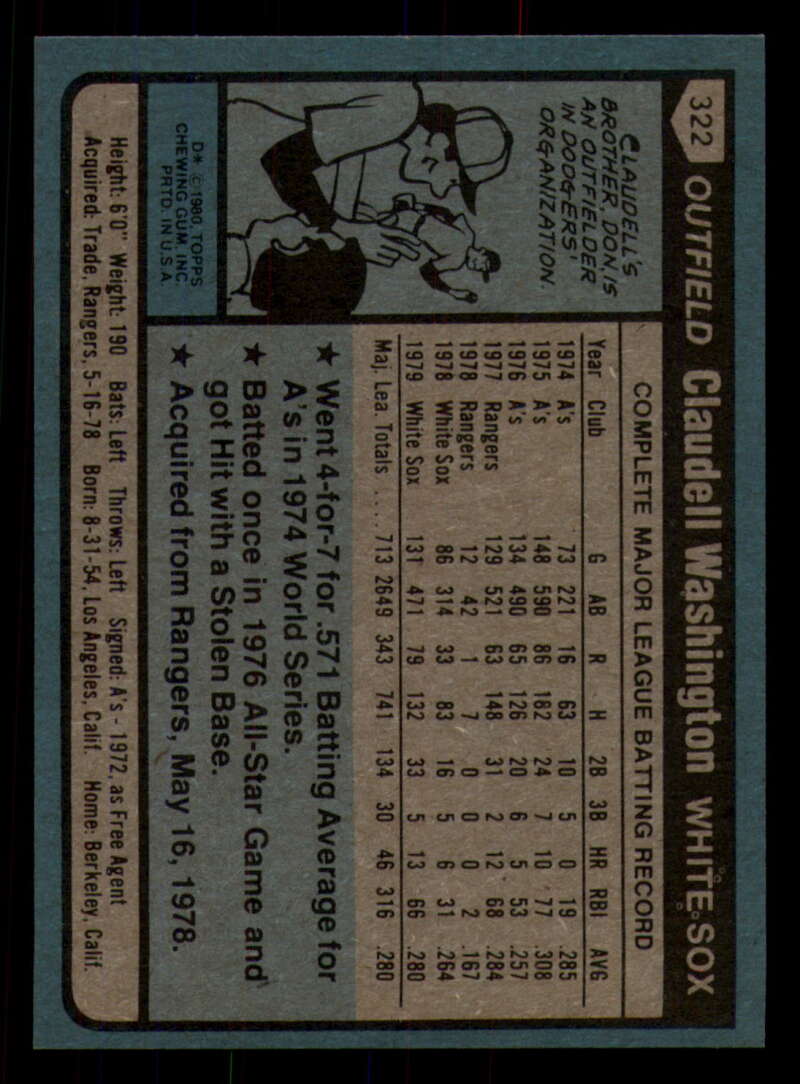 322 OUTFIELD Claudell Washington WHITE SOX
CLAUDELL'S
BROTHER, DON, IS
AN OUTFIELDER
IN DODGERS'
ORGANIZATION.
D* © 1980, TOPPS
CHEWING GUM, INC.
PRTD. IN U.S.A.
COMPLETE MAJOR LEAGUE BATTING RECORD
Year Club G AB R H 2B 3B HR RBI AVG
1974 A's 73 221 16 63 10 5 0 19 .285
1975 A's 148 590 86 182 24 7 10 77 .308
1976 A's 134 490 65 126 20 6 5 53 .257
1977 Rangers 129 521 63 148 31 2 12 68 .284
1978 Rangers 12 42 1 7 0 0 0 2 .167
1978 White Sox 86 314 33 83 16 5 6 31 .264
1979 White Sox 131 471 79 132 33 5 13 66 .280
Maj. Lea. Totals .... 713 2649 343 741 134 30 46 316 .280
★ Went 4-for-7 for .571 Batting Average for
A's in 1974 World Series.
★ Batted once in 1976 All-Star Game and
got Hit with a Stolen Base.
★ Acquired from Rangers, May 16, 1978.
Height: 6'0" Weight: 190 Bats: Left Throws: Left Signed: A's - 1972, as Free Agent
Acquired: Trade, Rangers, 5-16-78 Born: 8-31-54, Los Angeles, Calif. Home: Berkeley, Calif.